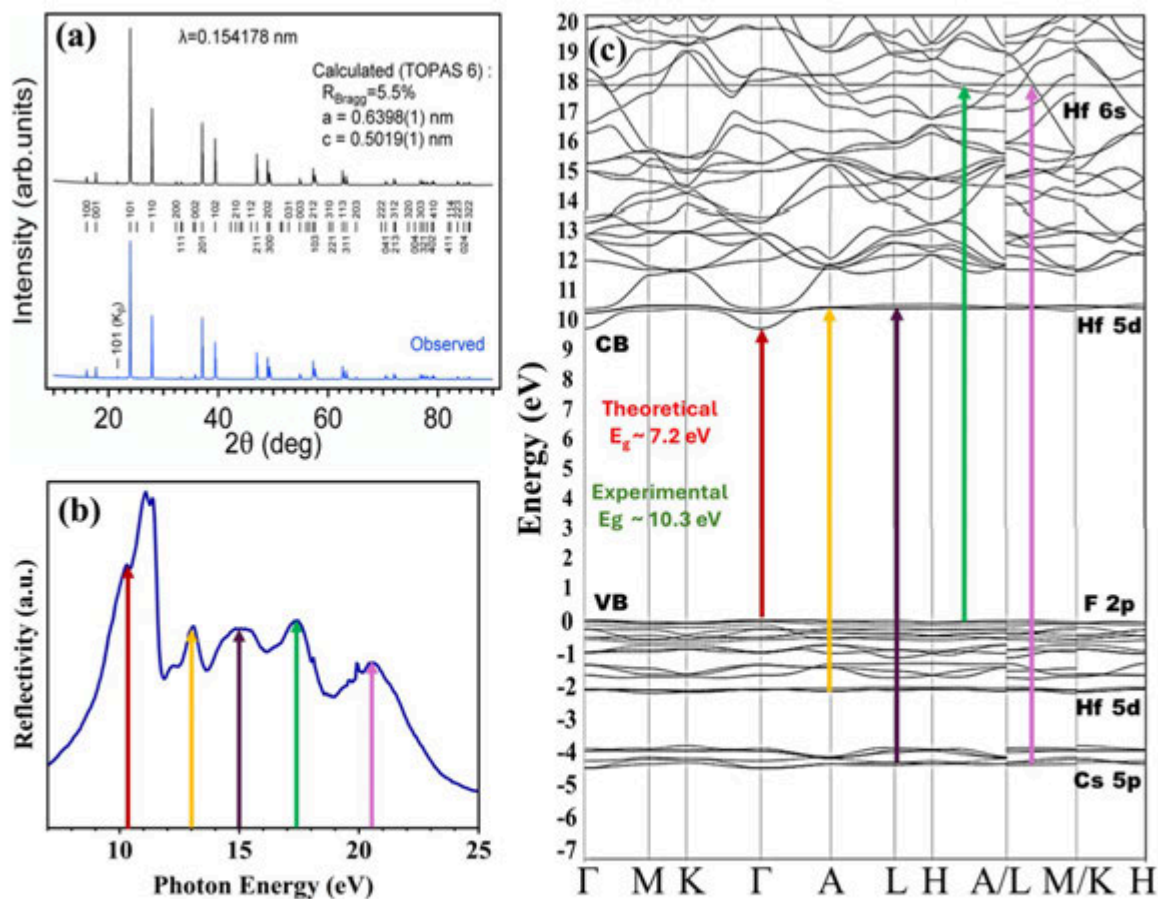 (a)
λ=0.154178 nm
Calculated (TOPAS 6) :
R_Bragg=5.5%
a = 0.6398(1) nm
c = 0.5019(1) nm
Intensity (arb.units)
100
001
101
110
200
111
002
201
210
102
112
211
202
300
031
003
212
103
310
221
113
311
203
222
041
312
213
320
004
303
321
410
402
114
411
223
024
322
101 (Kβ)
Observed
20 40 60 80
2θ (deg)
(b)
Reflectivity (a.u.)
10 15 20 25
Photon Energy (eV)
(c)
Energy (eV)
20
19
18
17
16
15
14
13
12
11
10
9
8
7
6
5
4
3
2
1
0
-1
-2
-3
-4
-5
-6
-7
Hf 6s
Hf 5d
CB
Theoretical
E_g ~ 7.2 eV
Experimental
Eg ~ 10.3 eV
VB
F 2p
Hf 5d
Cs 5p
Γ M K Γ A L H A/L M/K H